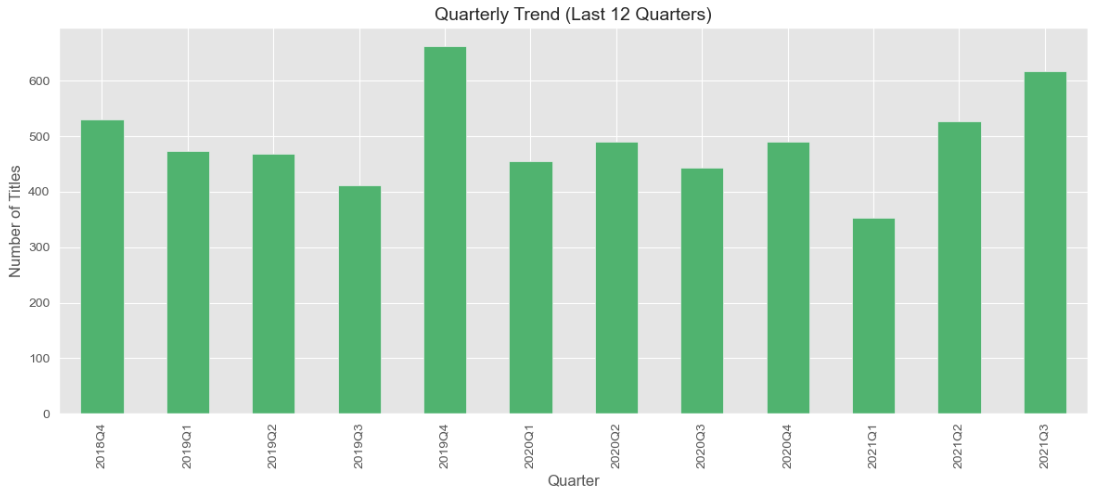 Quarterly Trend (Last 12 Quarters)
Number of Titles
600
500
400
300
200
100
0
2018Q4
2019Q1
2019Q2
2019Q3
2019Q4
2020Q1
2020Q2
2020Q3
2020Q4
2021Q1
2021Q2
2021Q3
Quarter